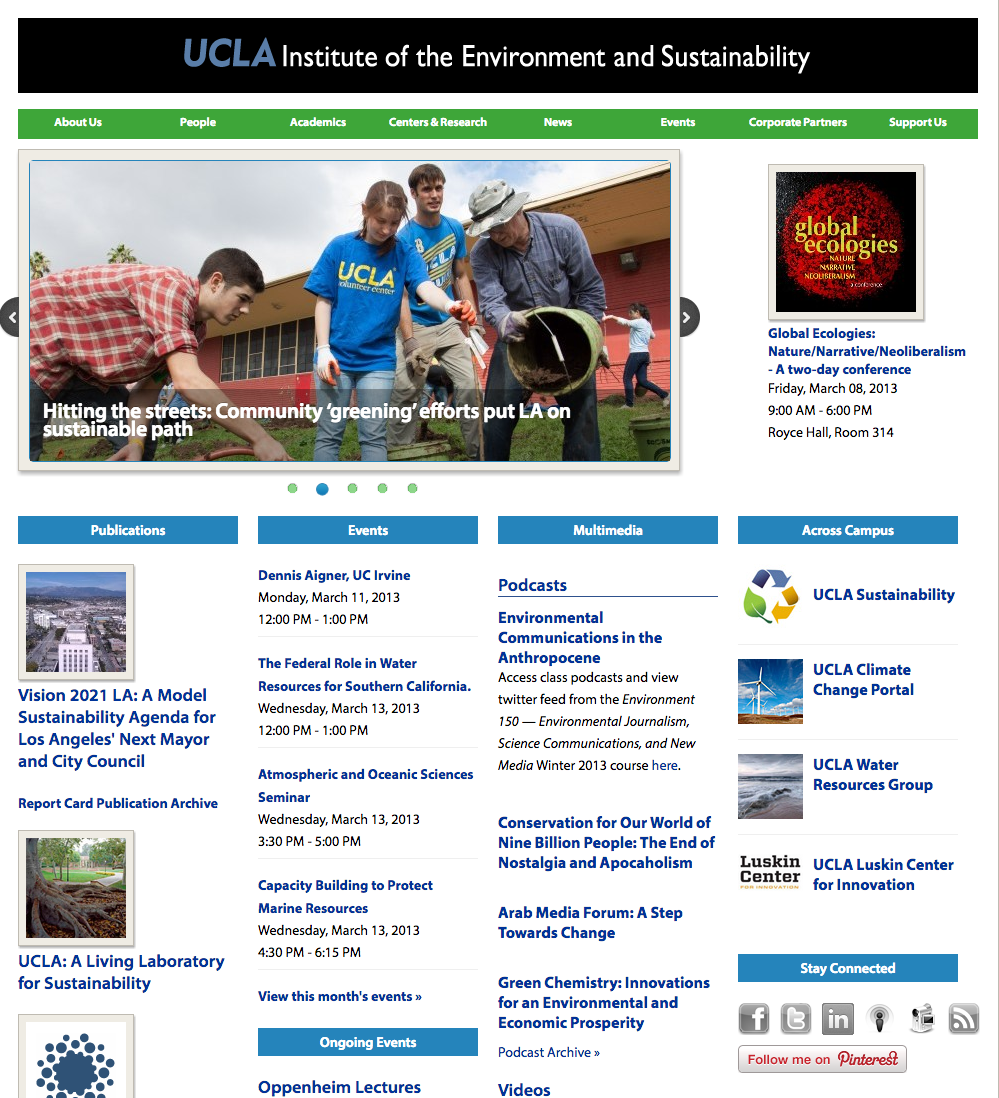 UCLA Institute of the Environment and Sustainability
About Us People Academics Centers & Research News Events Corporate Partners Support Us
UCLA
volunteer center
UCLA
Hitting the streets: Community ‘greening’ efforts put LA on
sustainable path
global
ecologies
NATURE
NARRATIVE
NEOLIBERALISM
a conference
Global Ecologies:
Nature/Narrative/Neoliberalism
- A two-day conference
Friday, March 08, 2013
9:00 AM - 6:00 PM
Royce Hall, Room 314
Publications
Vision 2021 LA: A Model
Sustainability Agenda for
Los Angeles' Next Mayor
and City Council
Report Card Publication Archive
UCLA: A Living Laboratory
for Sustainability
Events
Dennis Aigner, UC Irvine
Monday, March 11, 2013
12:00 PM - 1:00 PM
The Federal Role in Water
Resources for Southern California.
Wednesday, March 13, 2013
12:00 PM - 1:00 PM
Atmospheric and Oceanic Sciences
Seminar
Wednesday, March 13, 2013
3:30 PM - 5:00 PM
Capacity Building to Protect
Marine Resources
Wednesday, March 13, 2013
4:30 PM - 6:15 PM
View this month's events »
Ongoing Events
Oppenheim Lectures
Multimedia
Podcasts
Environmental
Communications in the
Anthropocene
Access class podcasts and view
twitter feed from the Environment
150 — Environmental Journalism,
Science Communications, and New
Media Winter 2013 course here.
Conservation for Our World of
Nine Billion People: The End of
Nostalgia and Apocaholism
Arab Media Forum: A Step
Towards Change
Green Chemistry: Innovations
for an Environmental and
Economic Prosperity
Podcast Archive »
Videos
Across Campus
UCLA Sustainability
UCLA Climate
Change Portal
UCLA Water
Resources Group
Luskin
Center
FOR INNOVATION
UCLA Luskin Center
for Innovation
Stay Connected
f t in
Follow me on Pinterest